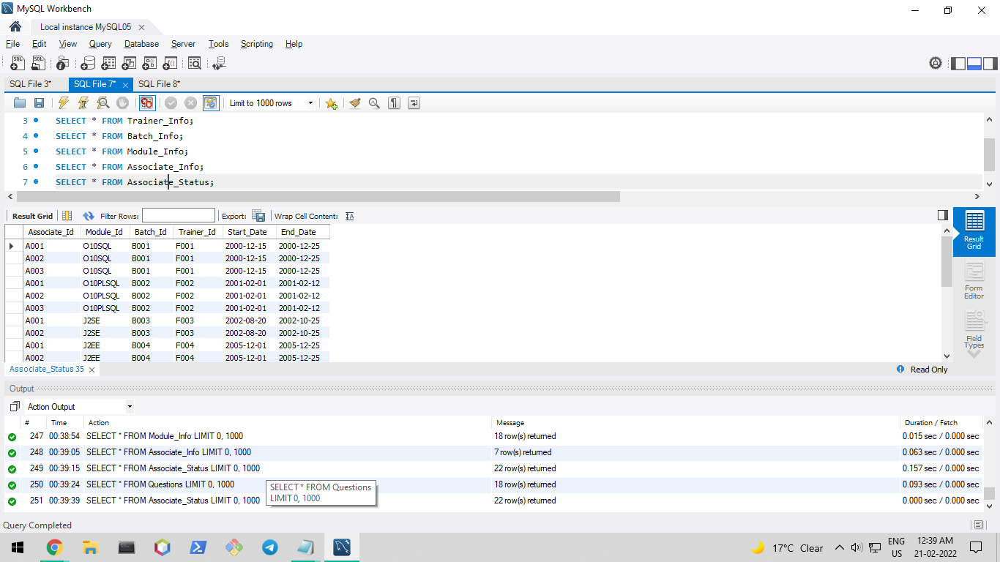 MySQL Workbench
Local instance MySQL05
File Edit View Query Database Server Tools Scripting Help
SQL File 3* SQL File 7* SQL File 8*
Limit to 1000 rows
3 SELECT * FROM Trainer_Info;
4 SELECT * FROM Batch_Info;
5 SELECT * FROM Module_Info;
6 SELECT * FROM Associate_Info;
7 SELECT * FROM Associate_Status;
Result Grid Filter Rows: Export: Wrap Cell Content:
Associate_Id Module_Id Batch_Id Trainer_Id Start_Date End_Date
A001 O10SQL B001 F001 2000-12-15 2000-12-25
A002 O10SQL B001 F001 2000-12-15 2000-12-25
A003 O10SQL B001 F001 2000-12-15 2000-12-25
A001 O10PLSQL B002 F002 2001-02-01 2001-02-12
A002 O10PLSQL B002 F002 2001-02-01 2001-02-12
A003 O10PLSQL B002 F002 2001-02-01 2001-02-12
A001 J2SE B003 F003 2002-08-20 2002-10-25
A002 J2SE B003 F003 2002-08-20 2002-10-25
A001 J2EE B004 F004 2005-12-01 2005-12-25
A002 J2EE B004 F004 2005-12-01 2005-12-25
Result
Grid
Form
Editor
Field
Types
Associate_Status 35 Read Only
Output
Action Output
# Time Action Message Duration / Fetch
247 00:38:54 SELECT * FROM Module_Info LIMIT 0, 1000 18 row(s) returned 0.015 sec / 0.000 sec
248 00:39:05 SELECT * FROM Associate_Info LIMIT 0, 1000 7 row(s) returned 0.063 sec / 0.000 sec
249 00:39:15 SELECT * FROM Associate_Status LIMIT 0, 1000 22 row(s) returned 0.157 sec / 0.000 sec
250 00:39:24 SELECT * FROM Questions LIMIT 0, 1000 18 row(s) returned 0.093 sec / 0.000 sec
251 00:39:39 SELECT * FROM Associate_Status LIMIT 0, 1000 22 row(s) returned 0.000 sec / 0.000 sec
SELECT * FROM Questions
LIMIT 0, 1000
Query Completed
17°C Clear
ENG
US
12:39 AM
21-02-2022